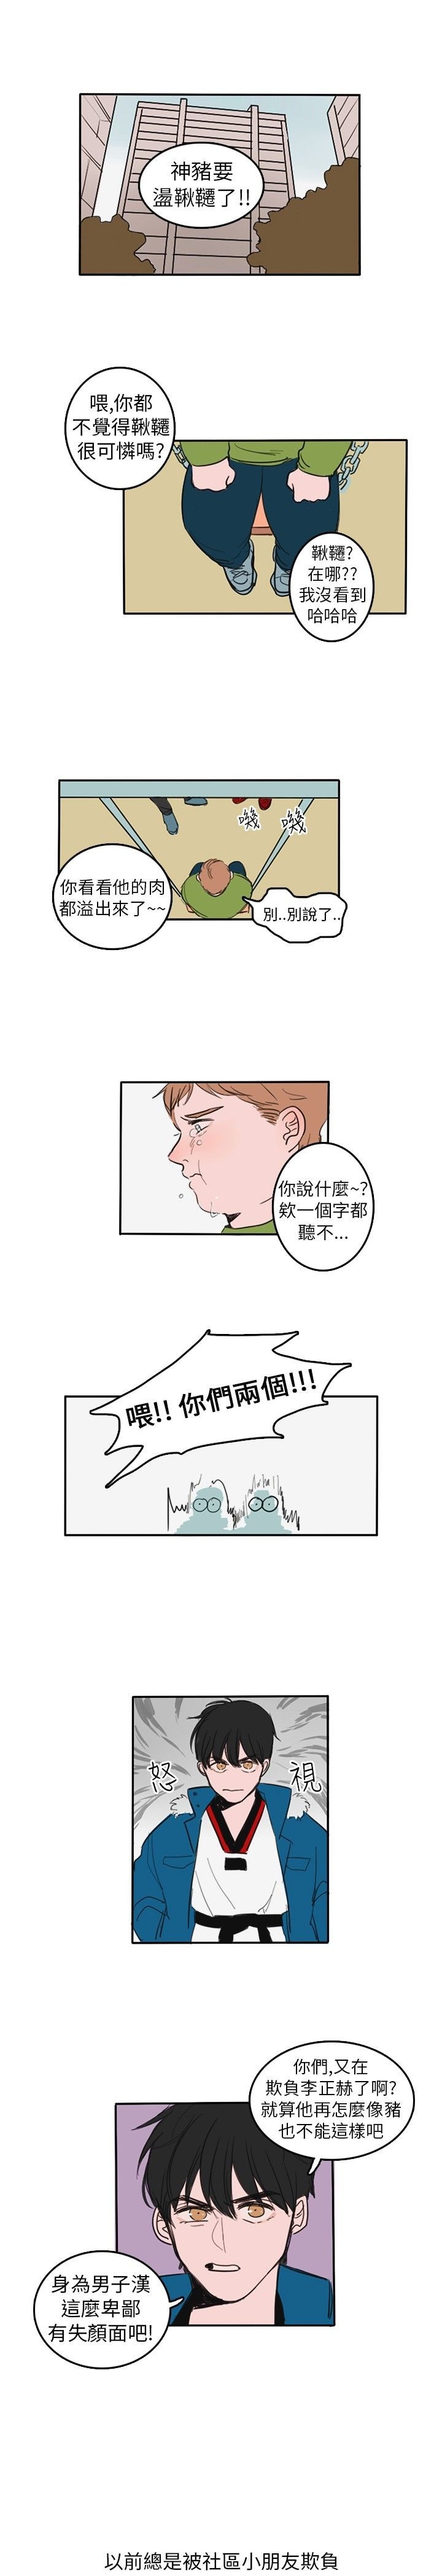 神豬要
盪鞦韆了!!
喂,你都
不覺得鞦韆
很可憐嗎?
鞦韆?
在哪??
我沒看到
哈哈哈
嘰 嘰
你看看他的肉
都溢出來了~~
別..別說了..
你說什麼~?
欸一個字都
聽不...
喂!! 你們兩個!!!
怒 視
你們,又在
欺負李正赫了啊?
就算他再怎麼像豬
也不能這樣吧
身為男子漢
這麼卑鄙
有失顏面吧!
以前總是被社區小朋友欺負